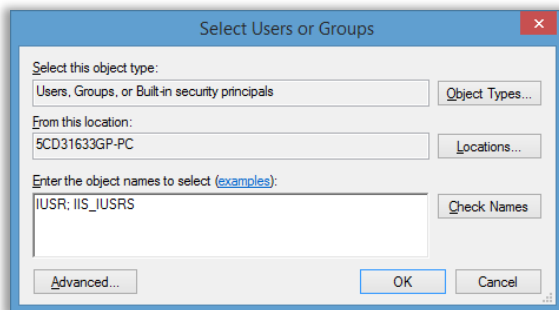 Select Users or Groups
Select this object type:
Users, Groups, or Built-in security principals
Object Types...
From this location:
5CD31633GP-PC
Locations...
Enter the object names to select (examples):
IUSR; IIS_IUSRS
Check Names
Advanced...
OK
Cancel